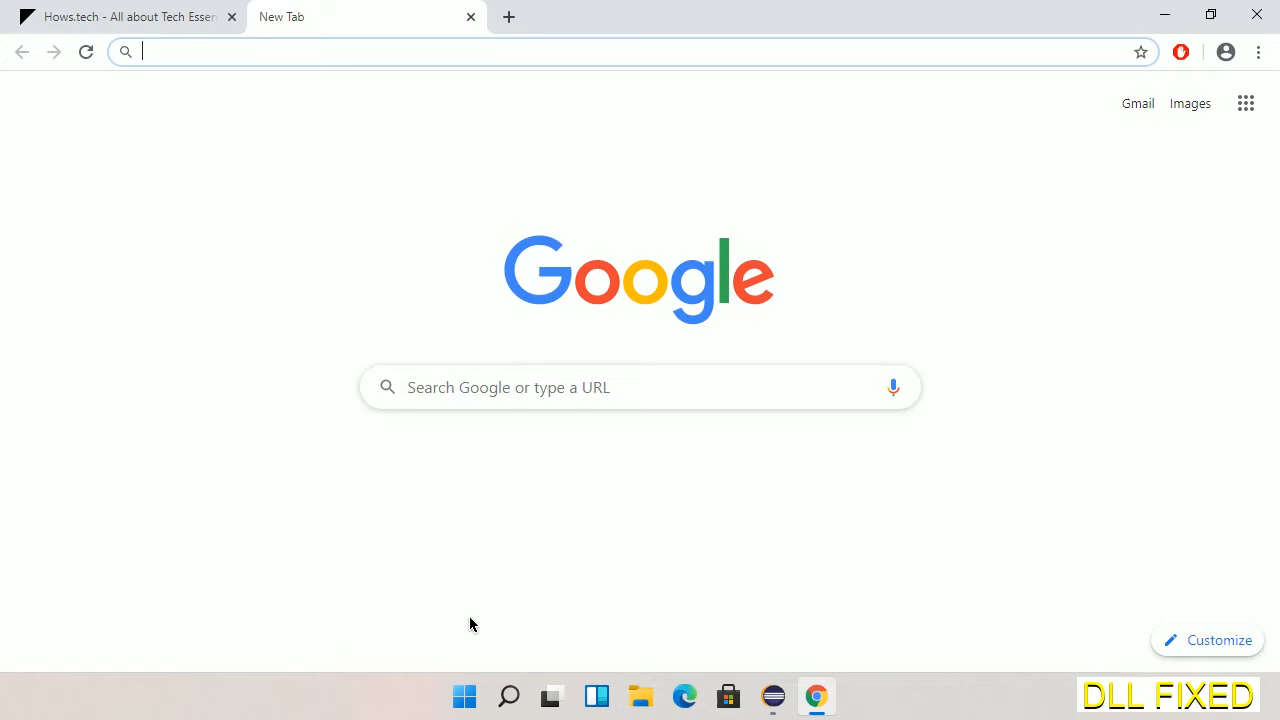 Hows.tech - All about Tech Essen
New Tab
Gmail Images
Google
Search Google or type a URL
Customize
DLL FIXED